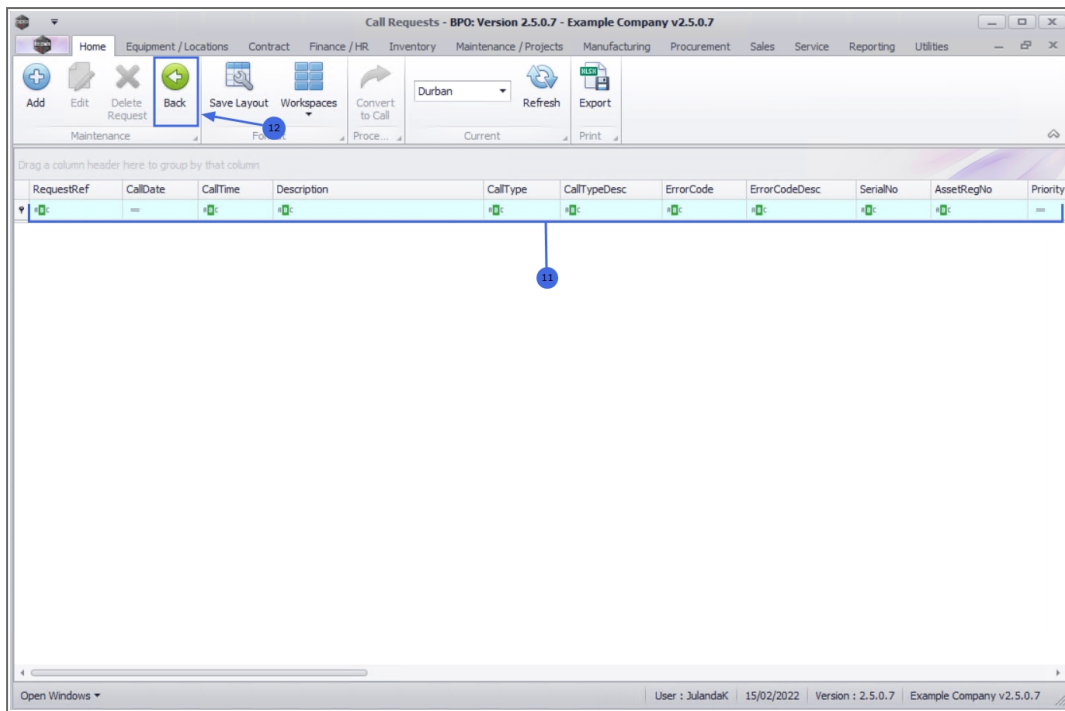 Call Requests - BPO: Version 2.5.0.7 - Example Company v2.5.0.7
Home Equipment / Locations Contract Finance / HR Inventory Maintenance / Projects Manufacturing Procurement Sales Service Reporting Utilities
Add Edit Delete Request Back Save Layout Workspaces Convert to Call Durban Refresh Export
12
Maintenance Proce... Current Print
Drag a column header here to group by that column
RequestRef CallDate CallTime Description CallType CallTypeDesc ErrorCode ErrorCodeDesc SerialNo AssetRegNo Priority
11
Open Windows User : JulandaK 15/02/2022 Version : 2.5.0.7 Example Company v2.5.0.7